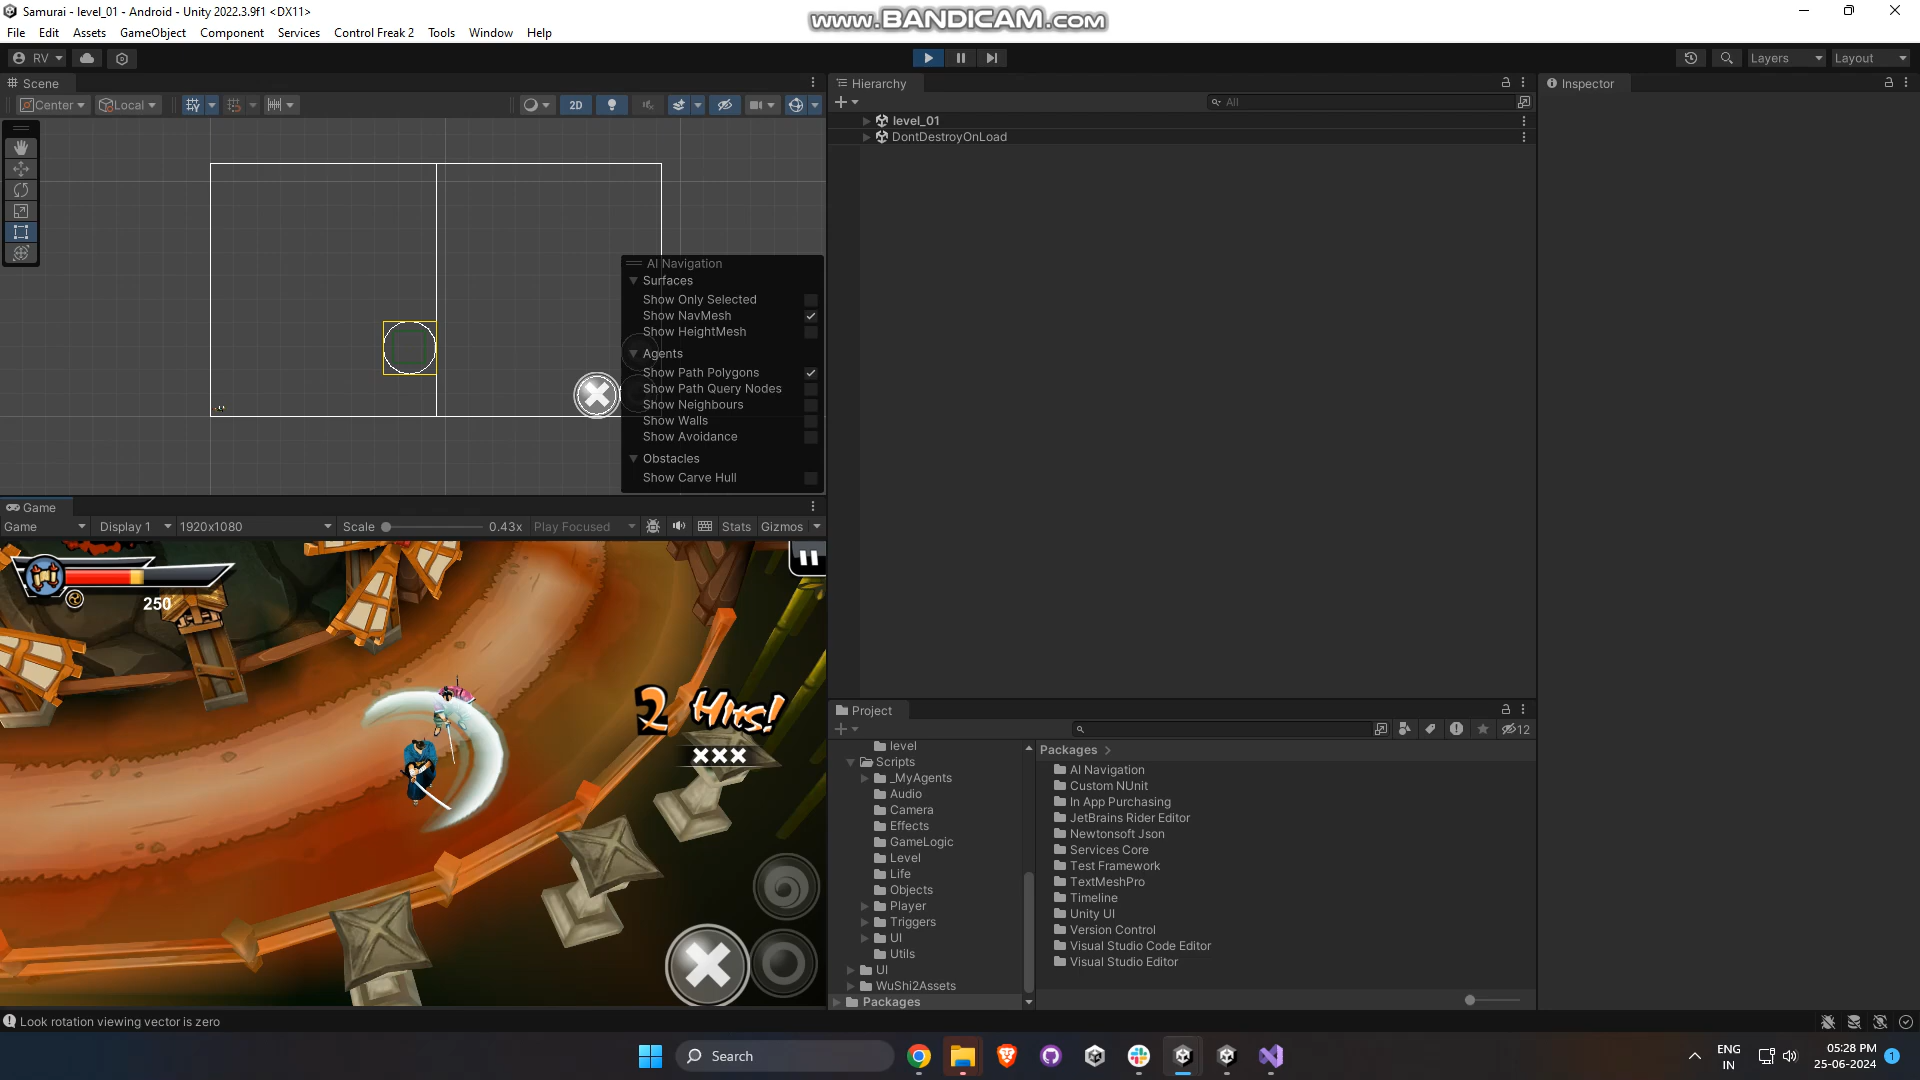 Samurai - level_01 - Android - Unity 2022.3.9f1 <DX11>
www.BANDICAM.com
File Edit Assets GameObject Component Services Control Freak 2 Tools Window Help
RV
Layers
Layout
Scene
Center
Local
2D
AI Navigation
Surfaces
Show Only Selected
Show NavMesh
Show HeightMesh
Agents
Show Path Polygons
Show Path Query Nodes
Show Neighbours
Show Walls
Show Avoidance
Obstacles
Show Carve Hull
Hierarchy
All
level_01
DontDestroyOnLoad
Inspector
Game
Game Display 1 1920x1080 Scale 0.43x Play Focused Stats Gizmos
250
2 Hits!
Project
12
level
Scripts
_MyAgents
Audio
Camera
Effects
GameLogic
Level
Life
Objects
Player
Triggers
UI
Utils
UI
WuShi2Assets
Packages
Packages
AI Navigation
Custom NUnit
In App Purchasing
JetBrains Rider Editor
Newtonsoft Json
Services Core
Test Framework
TextMeshPro
Timeline
Unity UI
Version Control
Visual Studio Code Editor
Visual Studio Editor
Look rotation viewing vector is zero
Search
ENG
IN
05:28 PM
25-06-2024
1